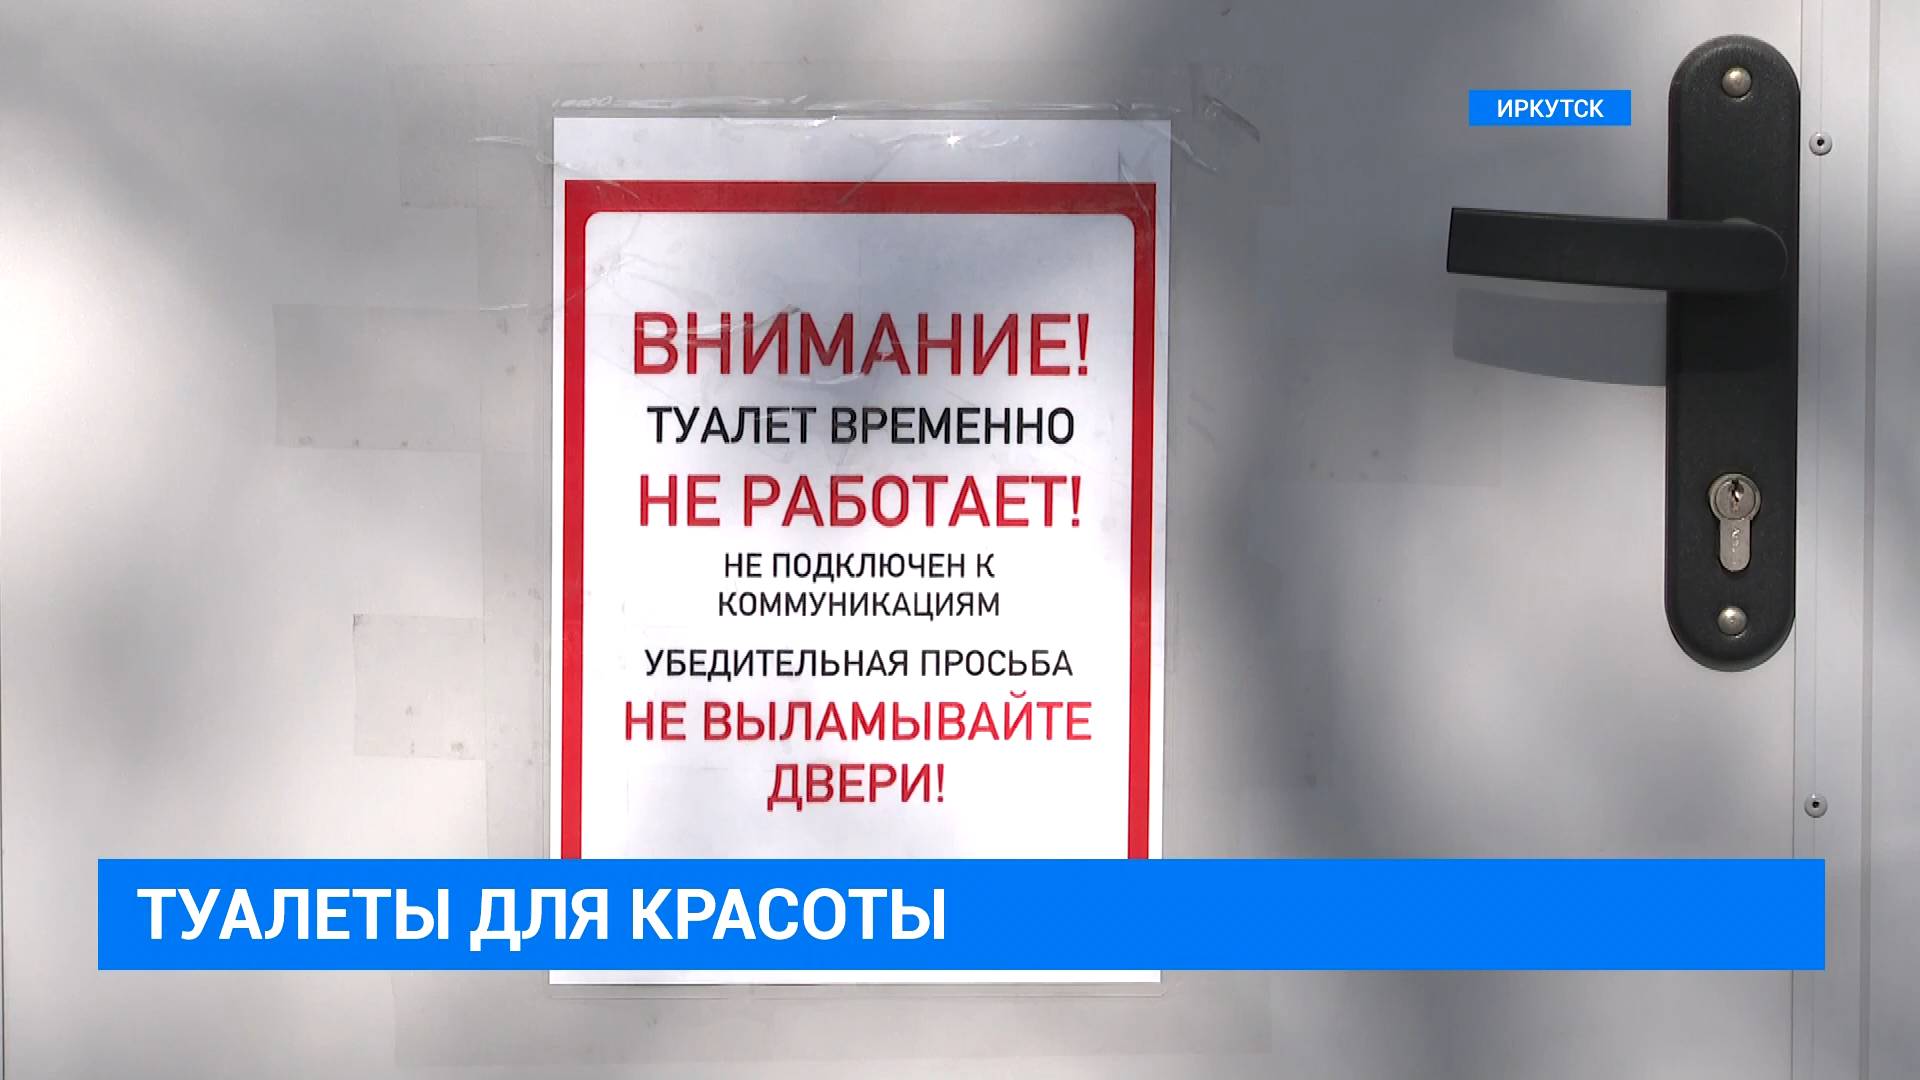 ИРКУТСК
ВНИМАНИЕ!
ТУАЛЕТ ВРЕМЕННО
НЕ РАБОТАЕТ!
НЕ ПОДКЛЮЧЕН К
КОММУНИКАЦИЯМ
УБЕДИТЕЛЬНАЯ ПРОСЬБА
НЕ ВЫЛАМЫВАЙТЕ
ДВЕРИ!
ТУАЛЕТЫ ДЛЯ КРАСОТЫ